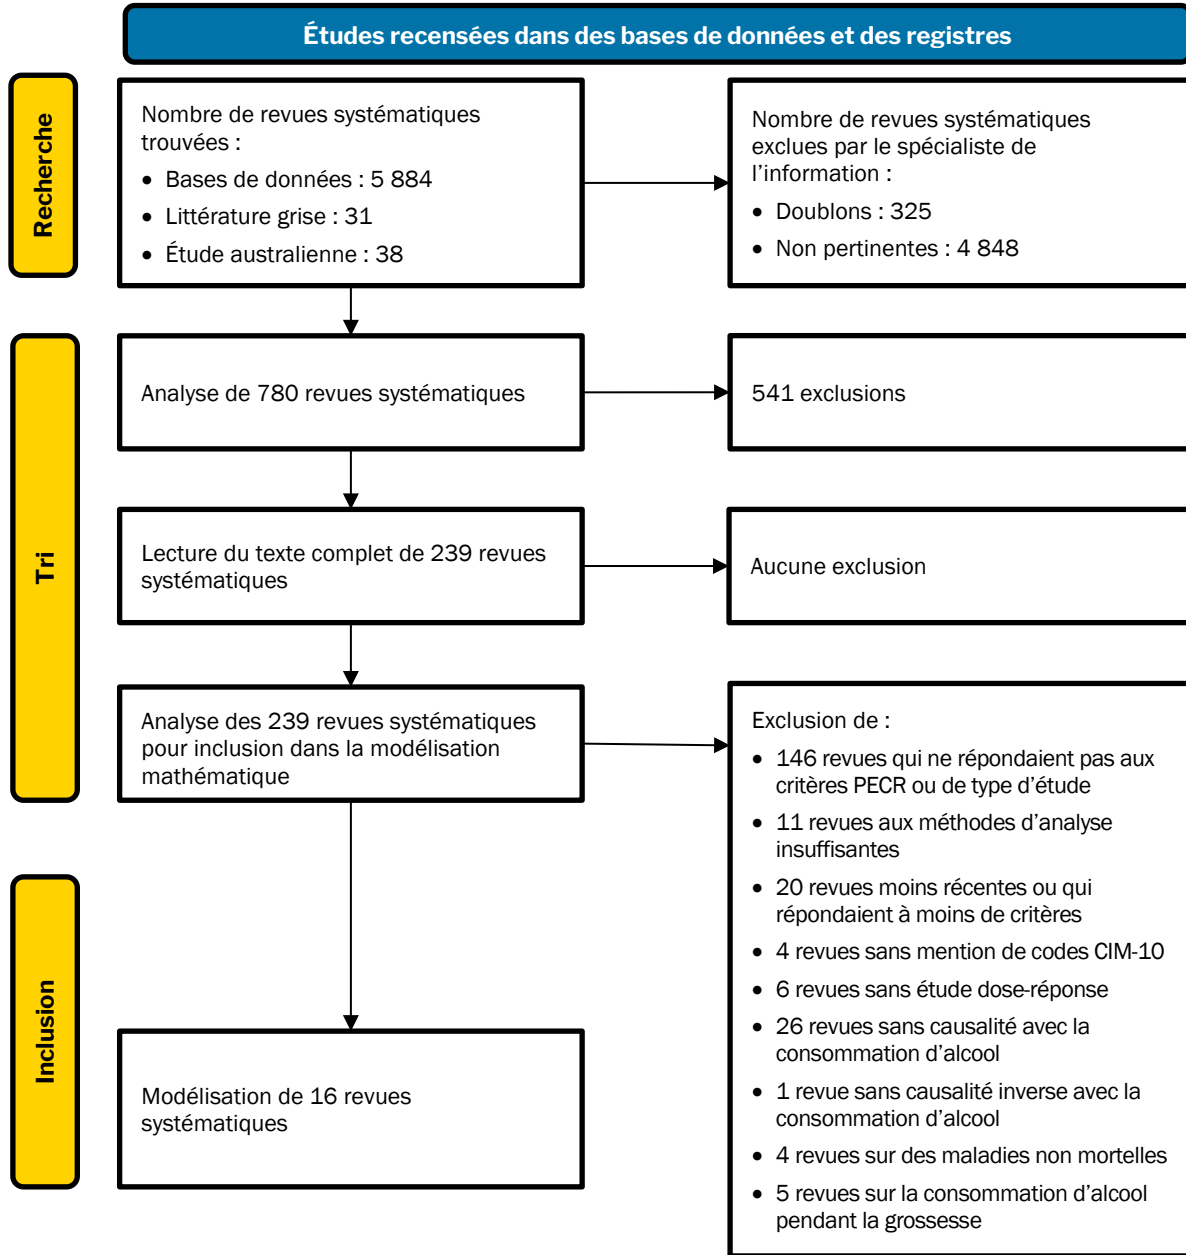 Études recensées dans des bases de données et des registres
Recherche
Nombre de revues systématiques
trouvées :
• Bases de données : 5 884
• Littérature grise : 31
• Étude australienne : 38
Nombre de revues systématiques
exclues par le spécialiste de
l’information :
• Doublons : 325
• Non pertinentes : 4 848
Tri
Analyse de 780 revues systématiques
541 exclusions
Lecture du texte complet de 239 revues
systématiques
Aucune exclusion
Analyse des 239 revues systématiques
pour inclusion dans la modélisation
mathématique
Exclusion de :
• 146 revues qui ne répondaient pas aux
critères PECR ou de type d’étude
• 11 revues aux méthodes d’analyse
insuffisantes
• 20 revues moins récentes ou qui
répondaient à moins de critères
• 4 revues sans mention de codes CIM-10
• 6 revues sans étude dose-réponse
• 26 revues sans causalité avec la
consommation d’alcool
• 1 revue sans causalité inverse avec la
consommation d’alcool
• 4 revues sur des maladies non mortelles
• 5 revues sur la consommation d’alcool
pendant la grossesse
Inclusion
Modélisation de 16 revues
systématiques